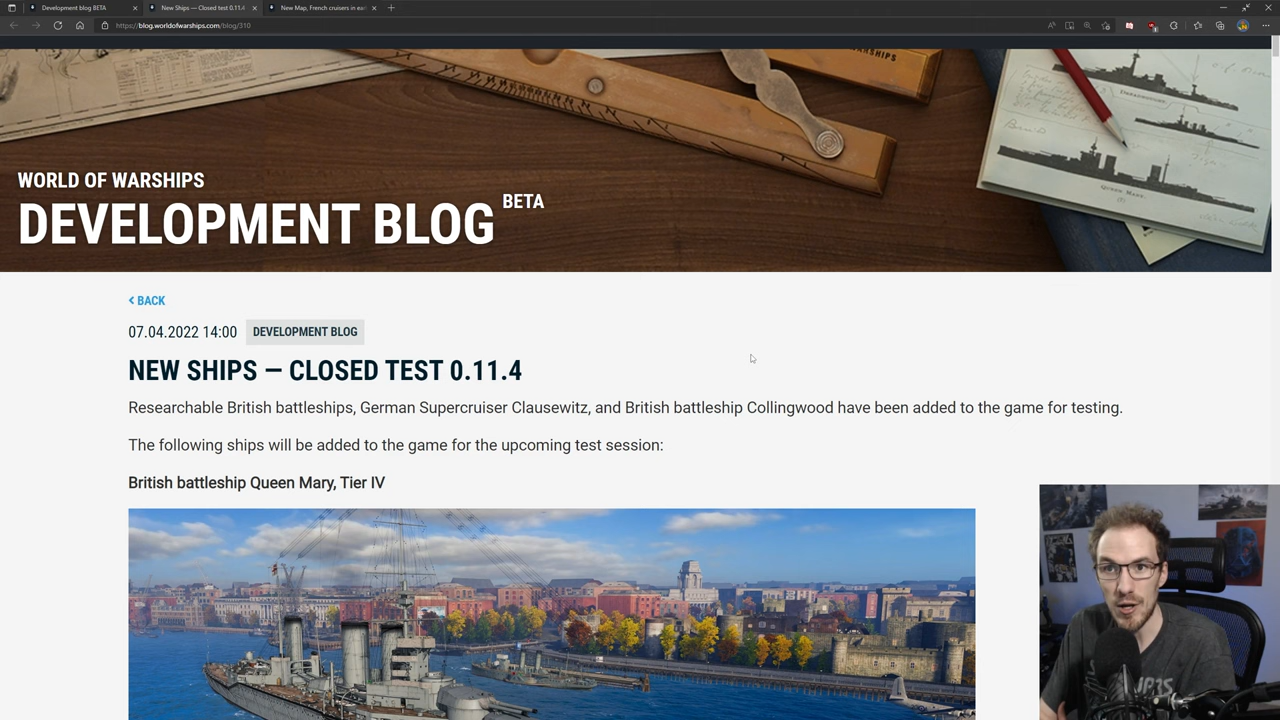 Development blog BETA
New Ships — Closed test 0.11.4
New Map, French cruisers in ear
https://blog.worldofwarships.com/blog/310
WARSHIPS
QUEEN MARY.
WORLD OF WARSHIPS
DEVELOPMENT BLOG BETA
BACK
07.04.2022 14:00 DEVELOPMENT BLOG
NEW SHIPS — CLOSED TEST 0.11.4
Researchable British battleships, German Supercruiser Clausewitz, and British battleship Collingwood have been added to the game for testing.
The following ships will be added to the game for the upcoming test session:
British battleship Queen Mary, Tier IV